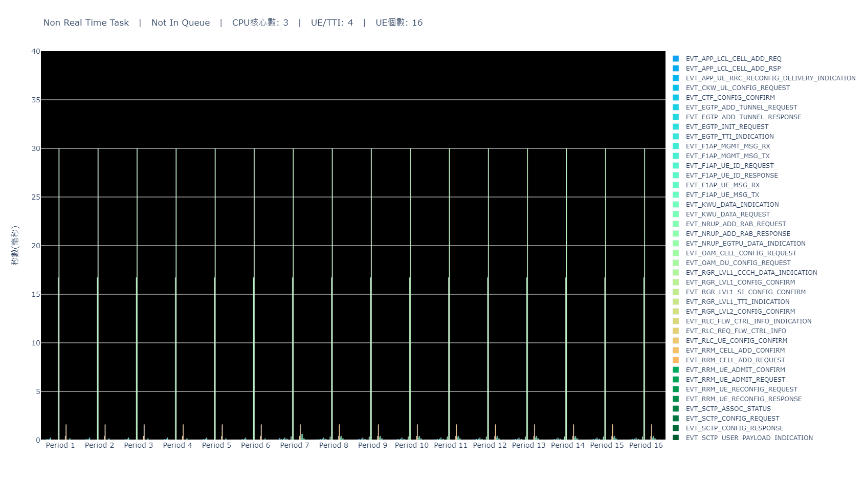 Non Real Time Task | Not In Queue | CPU核心數: 3 | UE/TTI: 4 | UE個數: 16
40
35
30
25
20
15
10
5
0
秒數(毫秒)
Period 1 Period 2 Period 3 Period 4 Period 5 Period 6 Period 7 Period 8 Period 9 Period 10 Period 11 Period 12 Period 13 Period 14 Period 15 Period 16
EVT_APP_LCL_CELL_ADD_REQ
EVT_APP_LCL_CELL_ADD_RSP
EVT_APP_UE_RRC_RECONFIG_DELIVERY_INDICATION
EVT_CKW_UL_CONFIG_REQUEST
EVT_CTF_CONFIG_CONFIRM
EVT_EGTP_ADD_TUNNEL_REQUEST
EVT_EGTP_ADD_TUNNEL_RESPONSE
EVT_EGTP_INIT_REQUEST
EVT_EGTP_TTI_INDICATION
EVT_F1AP_MGMT_MSG_RX
EVT_F1AP_MGMT_MSG_TX
EVT_F1AP_UE_ID_REQUEST
EVT_F1AP_UE_ID_RESPONSE
EVT_F1AP_UE_MSG_RX
EVT_F1AP_UE_MSG_TX
EVT_KWU_DATA_INDICATION
EVT_KWU_DATA_REQUEST
EVT_NRUP_ADD_RAB_REQUEST
EVT_NRUP_ADD_RAB_RESPONSE
EVT_NRUP_EGTPU_DATA_INDICATION
EVT_OAM_CELL_CONFIG_REQUEST
EVT_OAM_DU_CONFIG_REQUEST
EVT_RGR_LVL1_CCCH_DATA_INDICATION
EVT_RGR_LVL1_CONFIG_CONFIRM
EVT_RGR_LVL1_SI_CONFIG_CONFIRM
EVT_RGR_LVL1_TTI_INDICATION
EVT_RGR_LVL2_CONFIG_CONFIRM
EVT_RLC_FLW_CTRL_INFO_INDICATION
EVT_RLC_REQ_FLW_CTRL_INFO
EVT_RLC_UE_CONFIG_CONFIRM
EVT_RRM_CELL_ADD_CONFIRM
EVT_RRM_CELL_ADD_REQUEST
EVT_RRM_UE_ADMIT_CONFIRM
EVT_RRM_UE_ADMIT_REQUEST
EVT_RRM_UE_RECONFIG_REQUEST
EVT_RRM_UE_RECONFIG_RESPONSE
EVT_SCTP_ASSOC_STATUS
EVT_SCTP_CONFIG_REQUEST
EVT_SCTP_CONFIG_RESPONSE
EVT_SCTP_USER_PAYLOAD_INDICATION